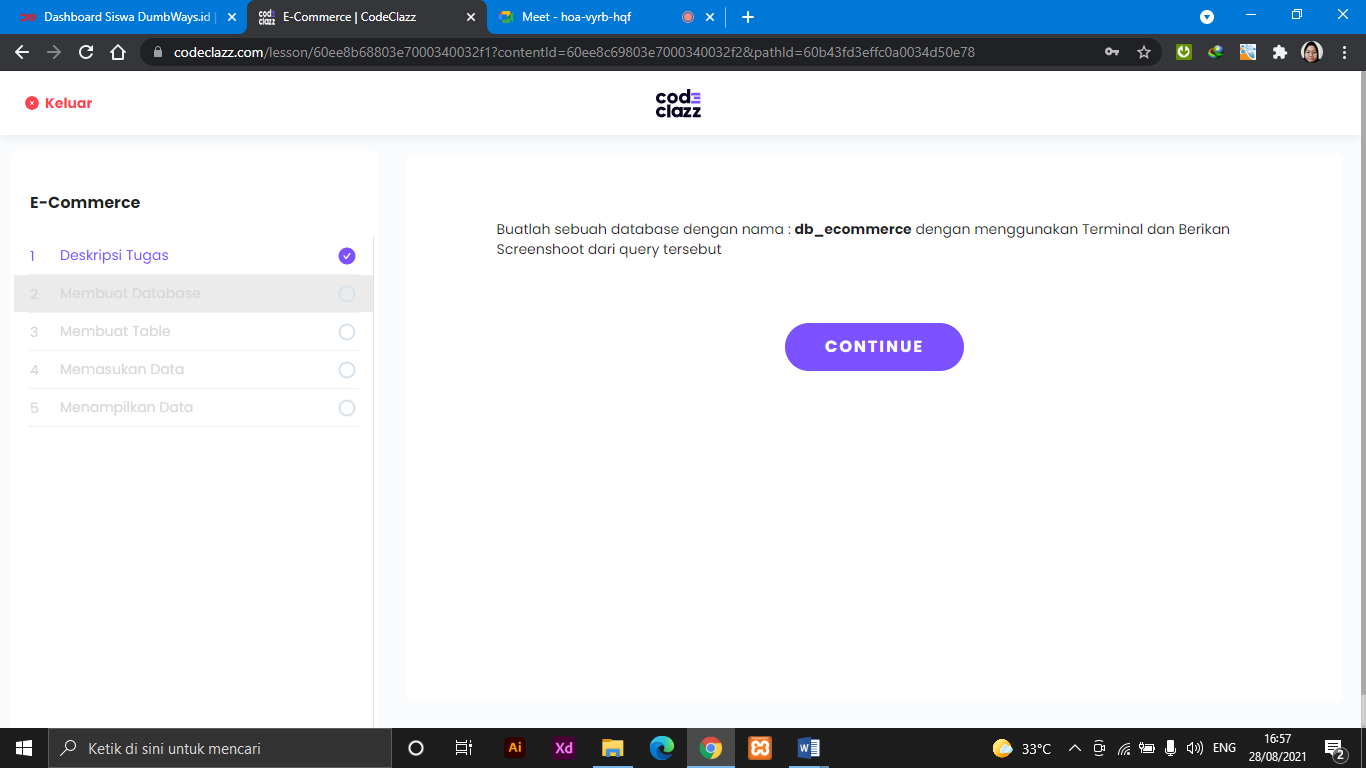 Dashboard Siswa DumbWays.id
E-Commerce | CodeClazz
Meet - hoa-vyrb-hqf
codeclazz.com/lesson/60ee8b68803e7000340032f1?contentId=60ee8c69803e7000340032f2&pathId=60b43fd3effc0a0034d50e78
Keluar
code
clazz
E-Commerce
1 Deskripsi Tugas
2 Membuat Database
3 Membuat Table
4 Memasukan Data
5 Menampilkan Data
Buatlah sebuah database dengan nama : db_ecommerce dengan menggunakan Terminal dan Berikan
Screenshoot dari query tersebut
CONTINUE
Ketik di sini untuk mencari
Ai
Xd
33°C
ENG
16:57
28/08/2021
2